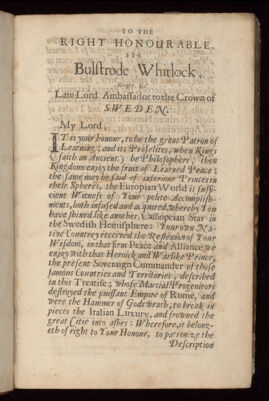 TO THE
RIGHT HONOURABLE,
SIR
Bulstrode Whitlock,
Late Lord Ambassador to the Crown of
SWEDEN.
My Lord,
IT is your honour, to be the great Patron of
Learning, and its Proselites, when Kings
(saith an Ancient) be Philosophers, then
Kingdoms enjoy the fruit of Learned Peace;
the same may be said of inferiour Princes in
their Spheres, the Europian World is suffi-
cient Witness of Your polite Accomplish-
ments, both infused and acquired, whereby You
have shined like another Cassiopeian Star in
the Swedish Hemisphere: Your own Na-
tive Countrey received the Reflexion of Your
Wisdom, in that firm Peace and Alliance we
enjoy with that Heroick and Warlike Prince,
the present Soveraign Commander of those
famous Countries and Territories, described
in this Treatise; whose Martial Progenitors
destroyed the puissant Empire of Rome, and
were the Hammer of Gods wrath, to break in
pieces the Italian Luxury, and frowned the
great Citie into ashes: Wherefore, it belong-
eth of right to Your Honour, to patronize the
Description